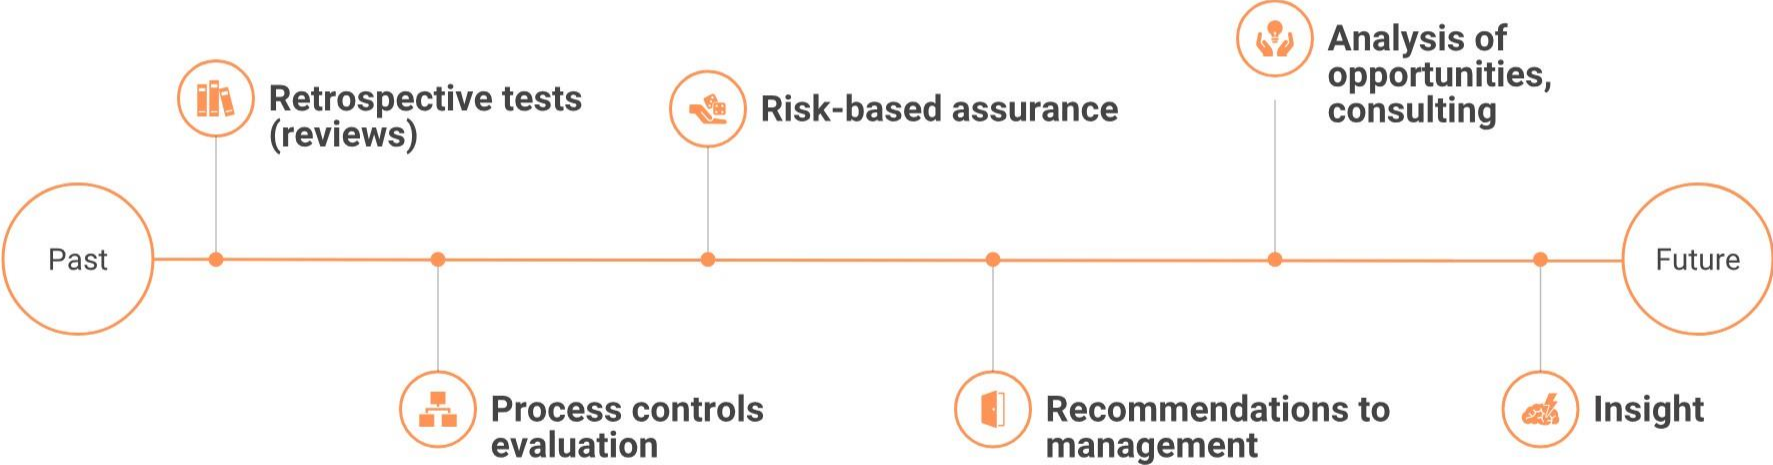 Past
Retrospective tests
(reviews)
Process controls
evaluation
Risk-based assurance
Recommendations to
management
Analysis of
opportunities,
consulting
Insight
Future